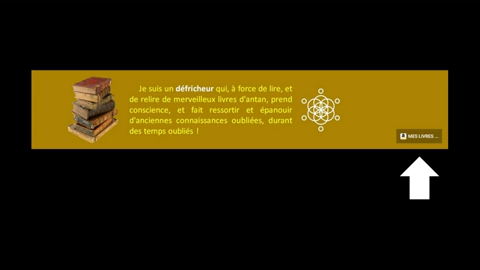 Je suis un défricheur qui, à force de lire, et
de relire de merveilleux livres d'antan, prend
conscience, et fait ressortir et épanouir
d'anciennes connaissances oubliées, durant
des temps oubliés !
MES LIVRES ...